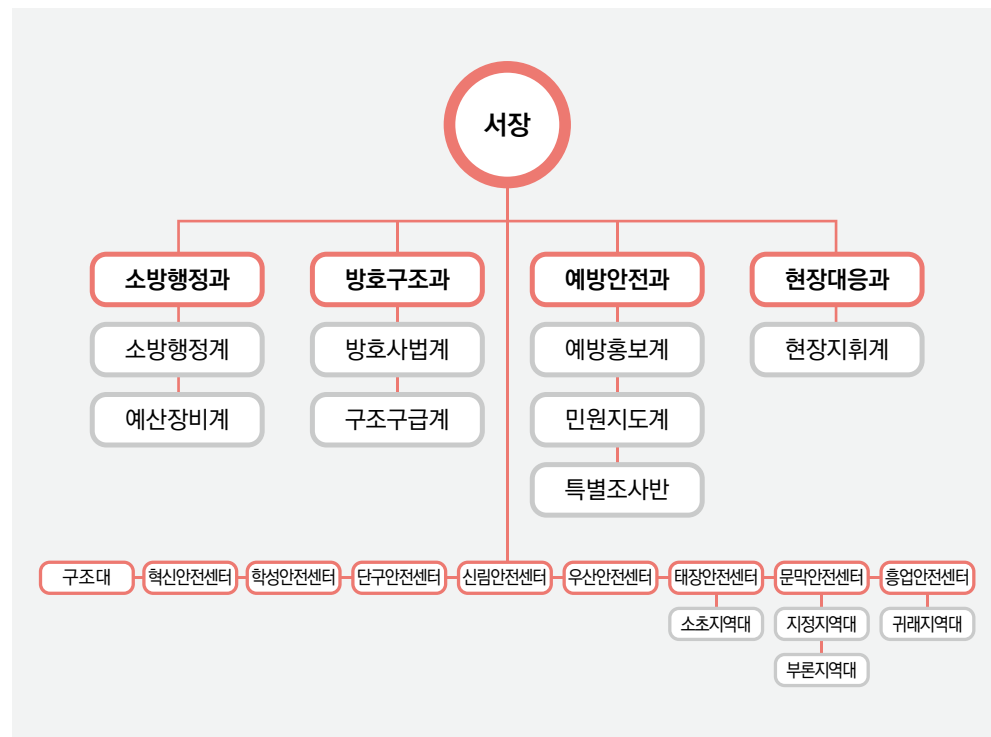 서장
소방행정과
방호구조과
예방안전과
현장대응과
소방행정계
방호사법계
예방홍보계
현장지휘계
예산장비계
구조구급계
민원지도계
특별조사반
구조대
혁신안전센터
학성안전센터
단구안전센터
신림안전센터
우산안전센터
태장안전센터
문막안전센터
흥업안전센터
소초지역대
지정지역대
귀래지역대
부론지역대